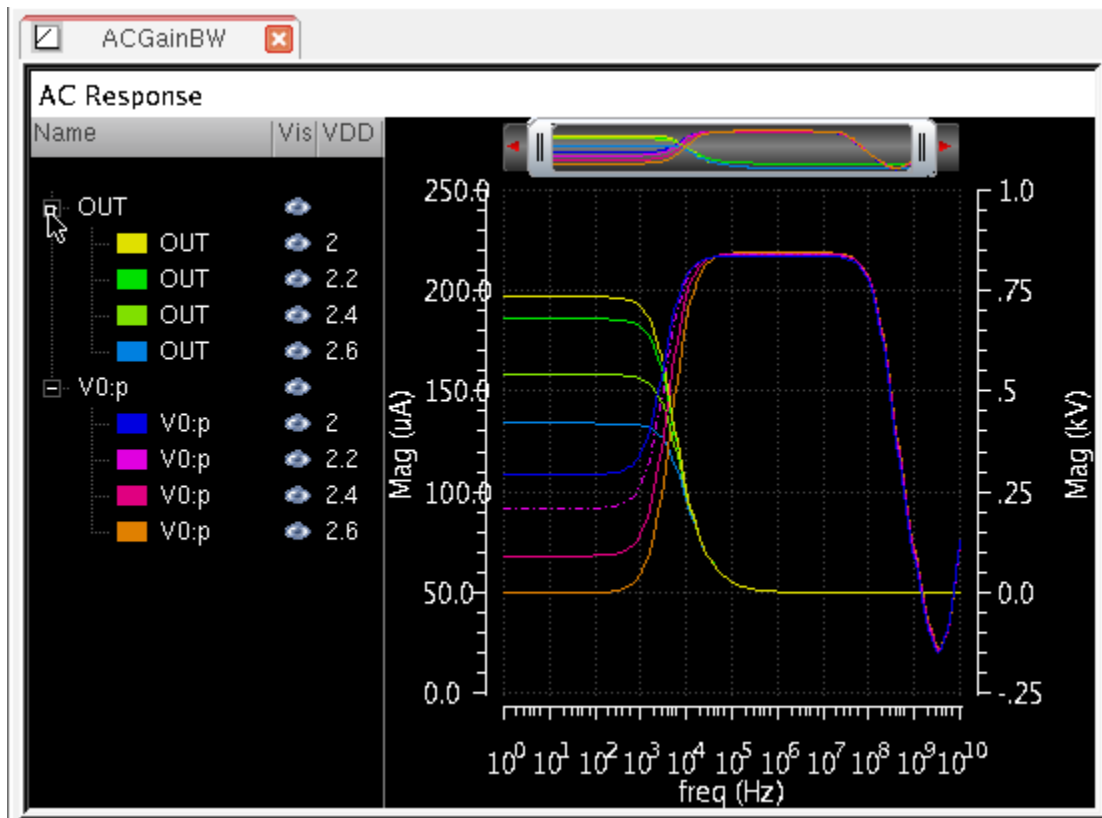 ACGainBW
AC Response
Name Vis VDD
OUT
OUT 2
OUT 2.2
OUT 2.4
OUT 2.6
V0:p
V0:p 2
V0:p 2.2
V0:p 2.4
V0:p 2.6
Mag (uA)
250.0
200.0
150.0
100.0
50.0
0.0
1.0
.75
.5
.25
0.0
-.25
Mag (kV)
10⁰ 10¹ 10² 10³ 10⁴ 10⁵ 10⁶ 10⁷ 10⁸ 10⁹ 10¹⁰
freq (Hz)